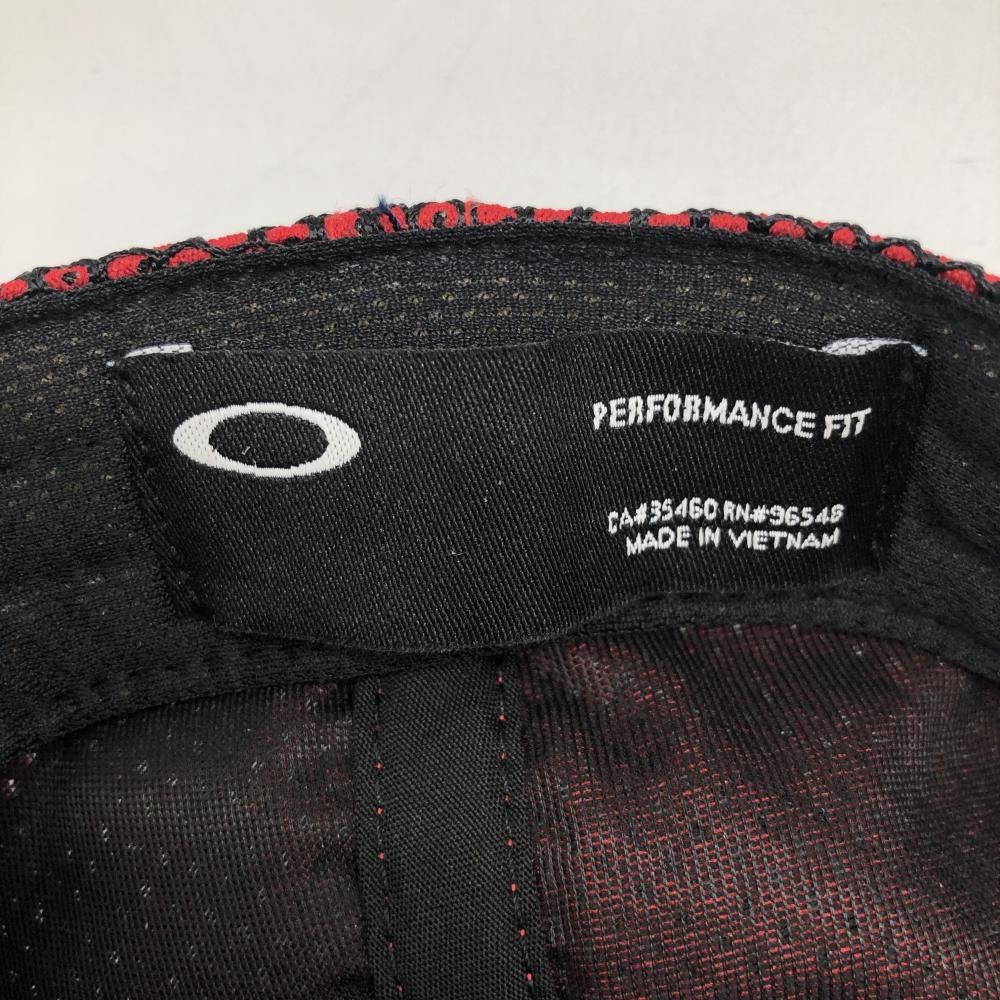 PERFORMANCE FIT
CA#35460 RN#96548
MADE IN VIETNAM